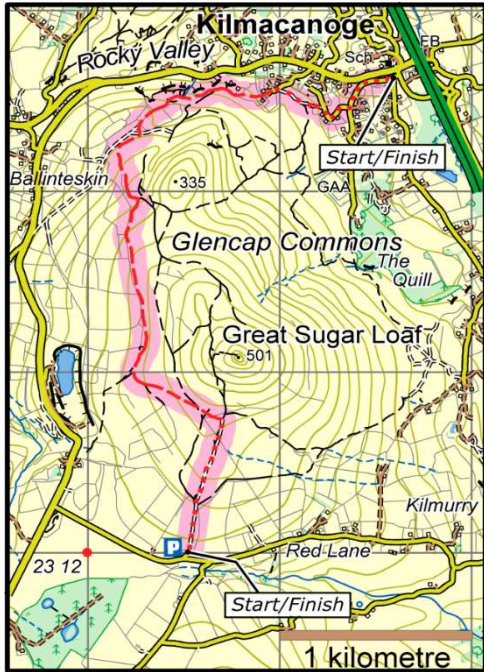 Kilmacanoge
Rocky Valley
Sch
FB
Start/Finish
Ballinteskin
335
GAA
Glencap Commons
The
Quill
Great Sugar Loaf
501
Kilmurry
P
Red Lane
23 12
Start/Finish
1 kilometre